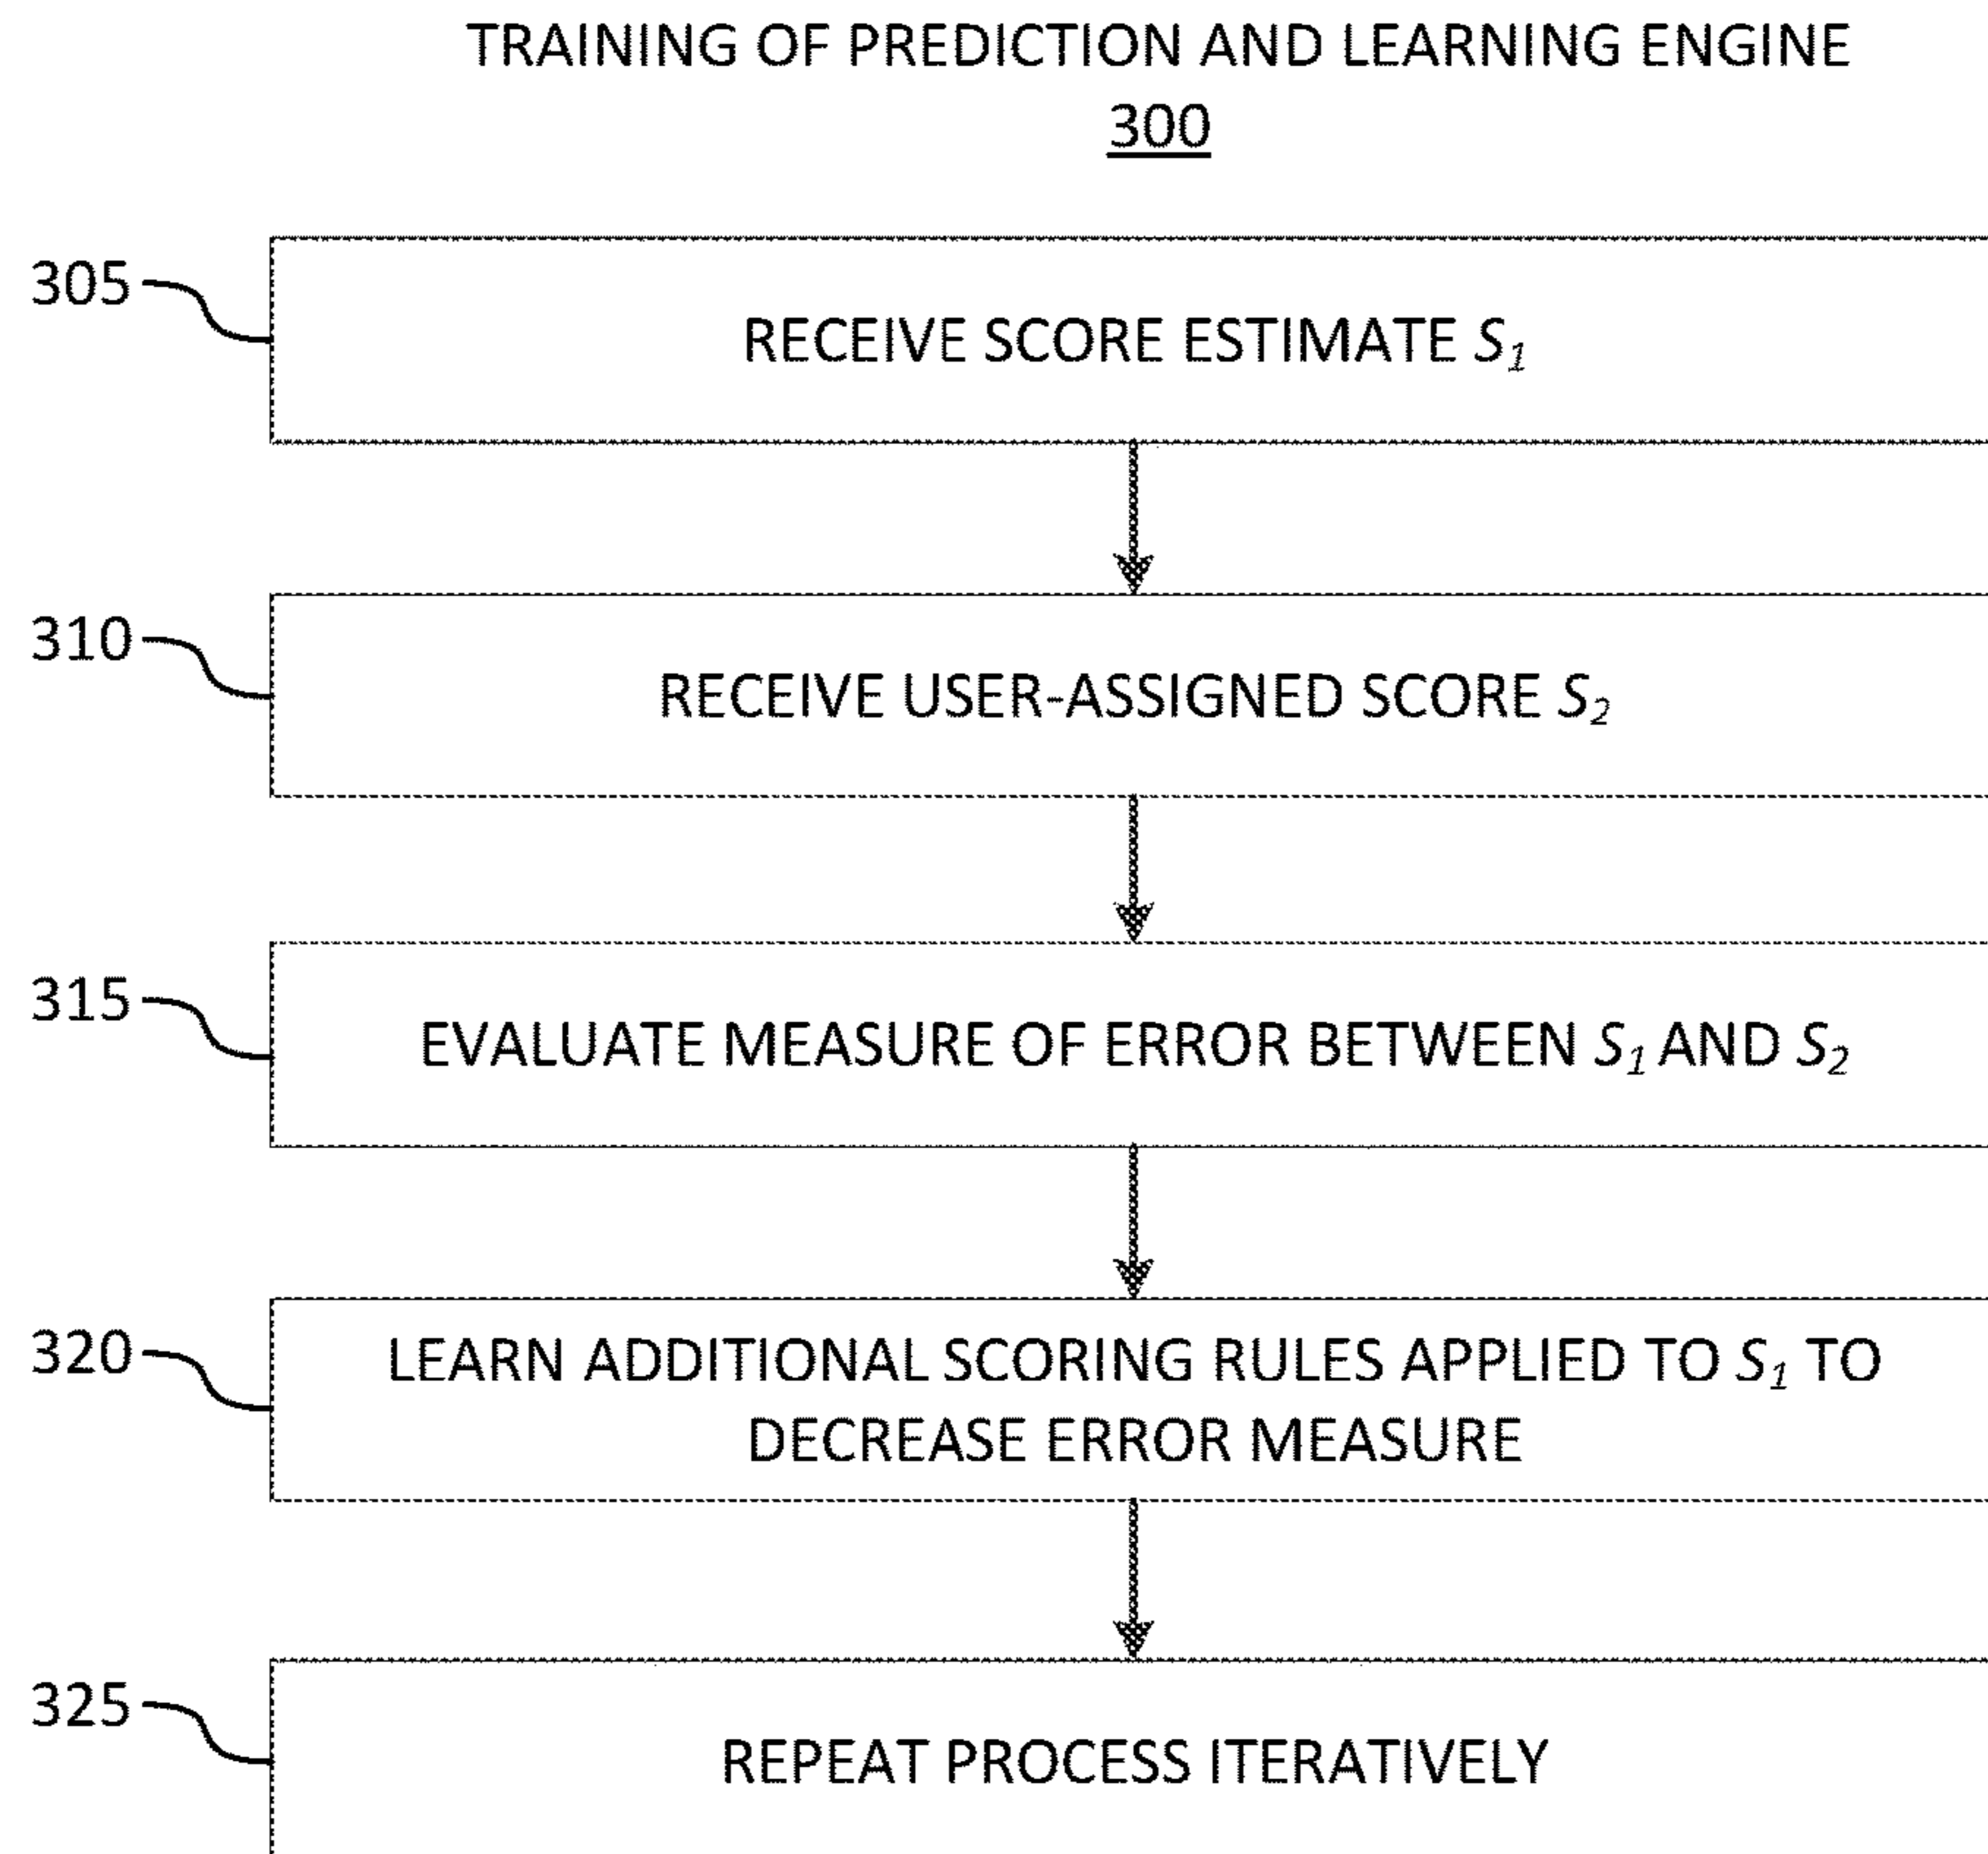 TRAINING OF PREDICTION AND LEARNING ENGINE
300
305
RECEIVE SCORE ESTIMATE S₁
310
RECEIVE USER-ASSIGNED SCORE S₂
315
EVALUATE MEASURE OF ERROR BETWEEN S₁ AND S₂
320
LEARN ADDITIONAL SCORING RULES APPLIED TO S₁ TO
DECREASE ERROR MEASURE
325
REPEAT PROCESS ITERATIVELY